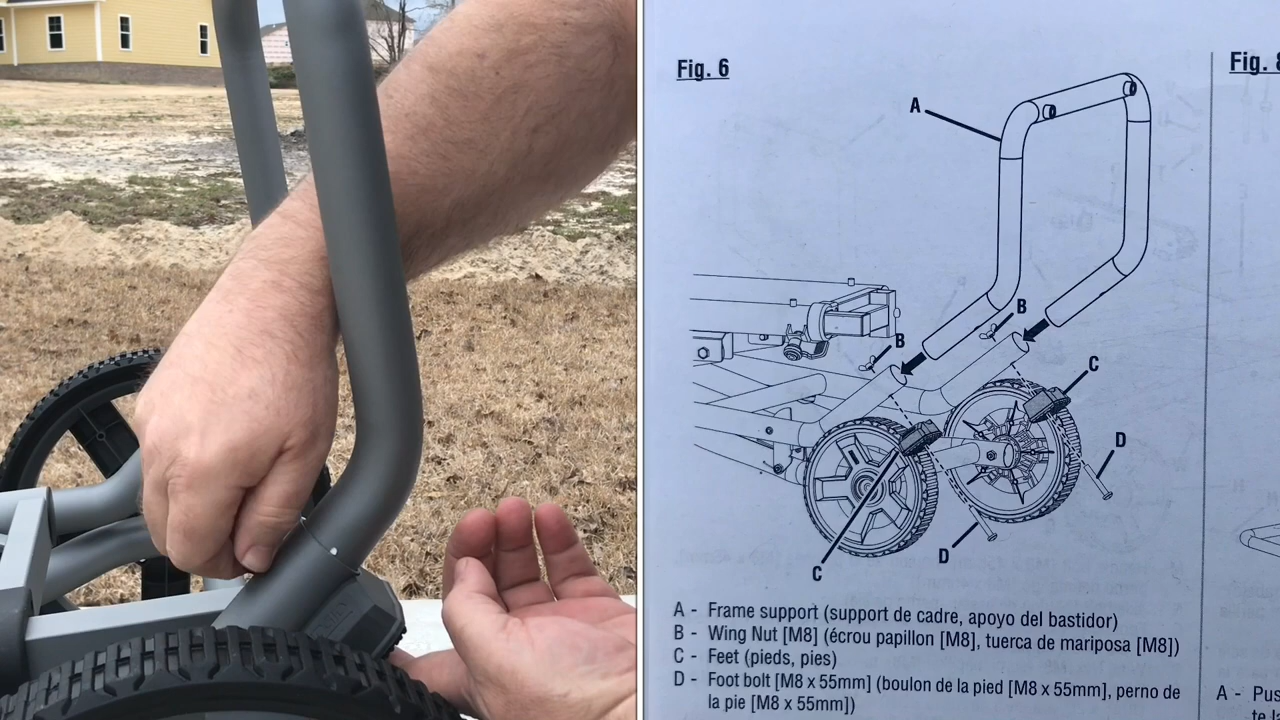 Fig. 6
A
B
B
C
D
D
C
A - Frame support (support de cadre, apoyo del bastidor)
B - Wing Nut [M8] (écrou papillon [M8], tuerca de mariposa [M8])
C - Feet (pieds, pies)
D - Foot bolt [M8 x 55mm] (boulon de la pied [M8 x 55mm], perno de
la pie [M8 x 55mm])
Fig.
A -